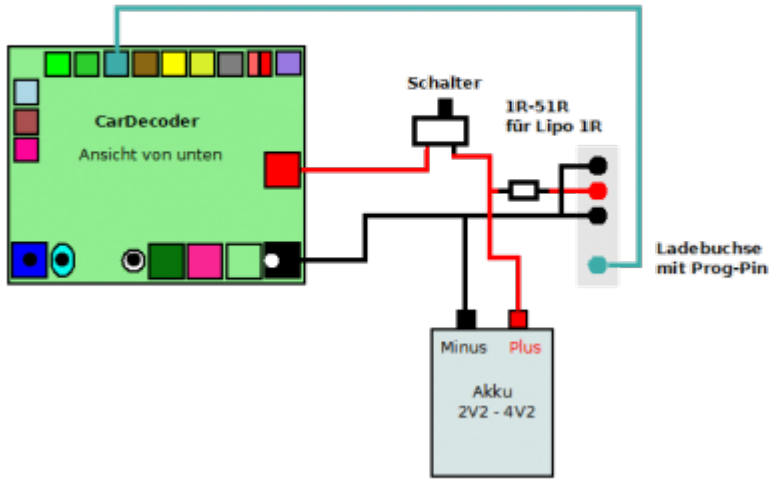 Schalter
1R-51R
für Lipo 1R
CarDecoder
Ansicht von unten
Ladebuchse
mit Prog-Pin
Minus
Plus
Akku
2V2 - 4V2